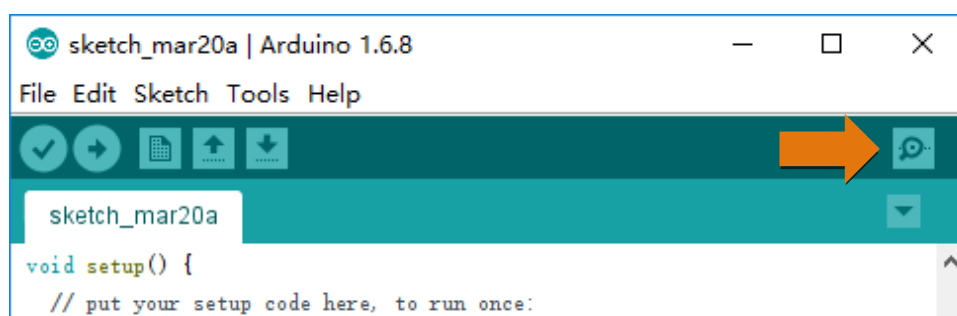 sketch_mar20a | Arduino 1.6.8
File Edit Sketch Tools Help
sketch_mar20a
void setup() {
// put your setup code here, to run once: